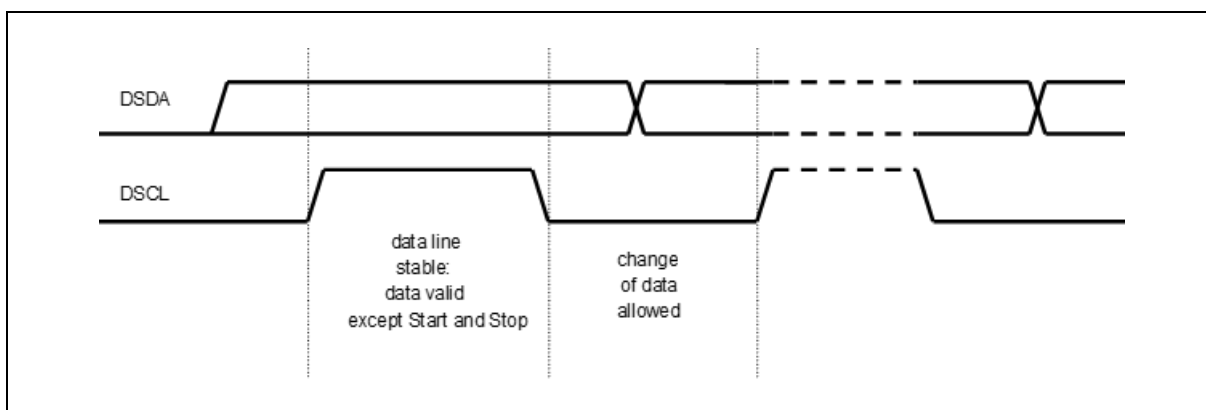 DSDA
DSCL
data line
stable:
data valid
except Start and Stop
change
of data
allowed